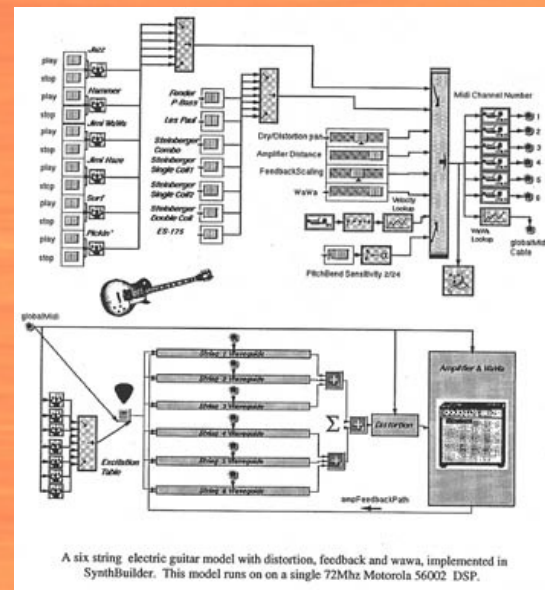 Jazz
play
stop
Hammer
play
stop
Jimi WaWa
play
stop
Jimi Haze
play
stop
Surf
play
stop
Pickin'
play
stop
Fender
P-Bass
Les Paul
Steinberger
Combo
Steinberger
Single Coil1
Steinberger
Single Coil2
Steinberger
Double Coil
ES-175
Dry/Distortion pan
Amplifier Distance
FeedbackScaling
WaWa
Velocity
Lookup
PitchBend Sensitivity 2/24
Midi Channel Number
1
2
3
4
5
6
WaWa
Lookup
globalMidi
Cable
globalMidi
Excitation
Table
String 1 Waveguide
String 2 Waveguide
String 3 Waveguide
String 4 Waveguide
String 5 Waveguide
String 6 Waveguide
Σ
Distortion
Amplifier & WaWa
ampFeedbackPath
A six string electric guitar model with distortion, feedback and wawa, implemented in
SynthBuilder. This model runs on on a single 72Mhz Motorola 56002 DSP.